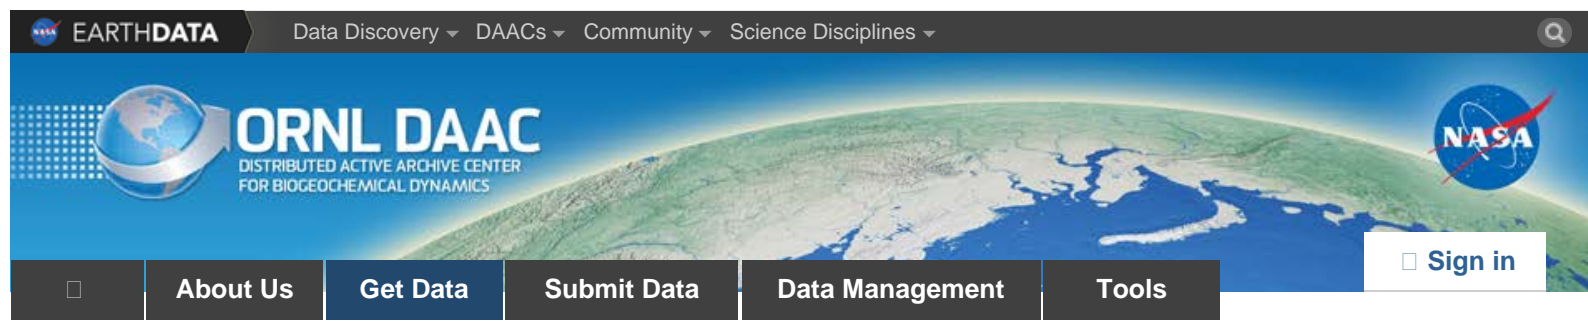 EARTHDATA Data Discovery DAACs Community Science Disciplines
ORNL DAAC
DISTRIBUTED ACTIVE ARCHIVE CENTER
FOR BIOGEOCHEMICAL DYNAMICS
NASA
Sign in
About Us Get Data Submit Data Data Management Tools